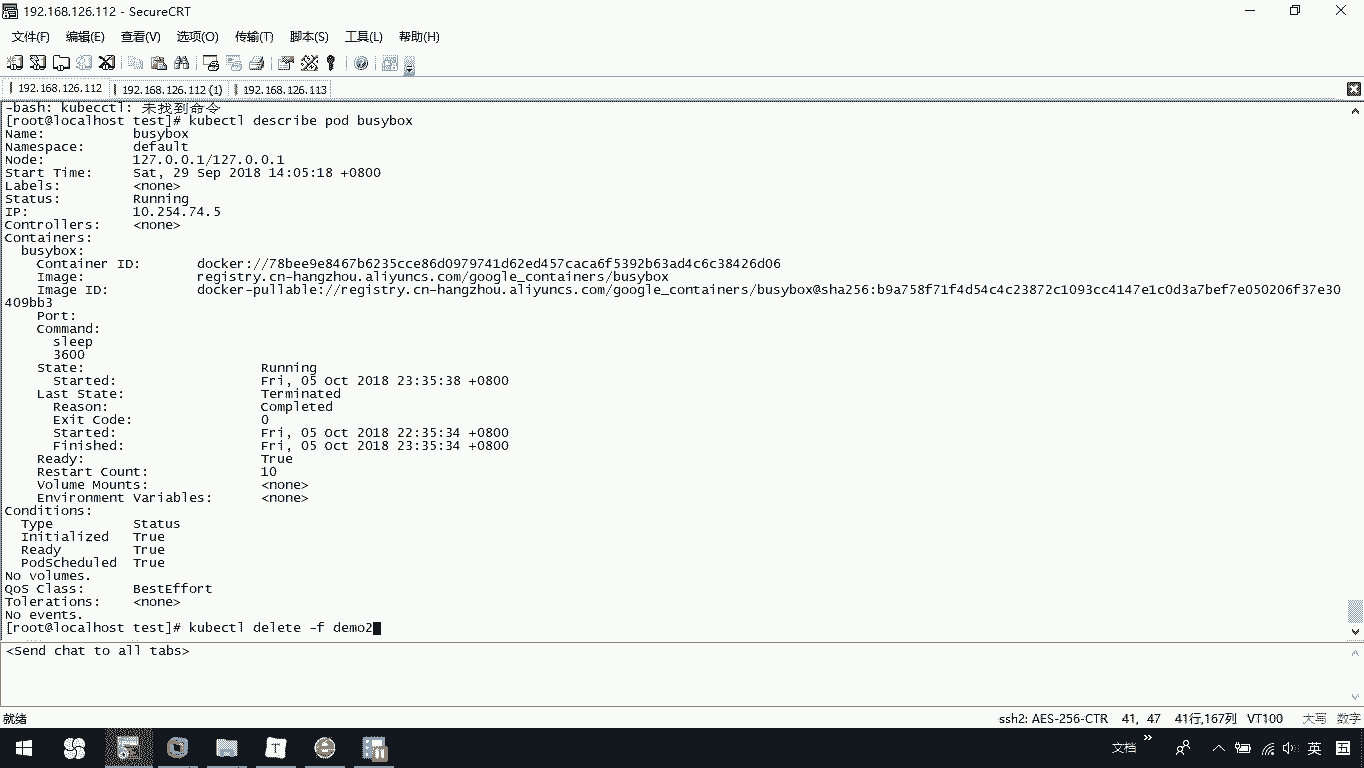 192.168.126.112 - SecureCRT
文件(F) 编辑(E) 查看(V) 选项(O) 传输(T) 脚本(S) 工具(L) 帮助(H)
192.168.126.112 192.168.126.112 (1) 192.168.126.113
-bash: kubecctl: 未找到命令
[root@localhost test]# kubectl describe pod busybox
Name: busybox
Namespace: default
Node: 127.0.0.1/127.0.0.1
Start Time: Sat, 29 Sep 2018 14:05:18 +0800
Labels: <none>
Status: Running
IP: 10.254.74.5
Controllers: <none>
Containers:
busybox:
Container ID: docker://78bee9e8467b6235cce86d0979741d62ed457caca6f5392b63ad4c6c38426d06
Image: registry.cn-hangzhou.aliyuncs.com/google_containers/busybox
Image ID: docker-pullable://registry.cn-hangzhou.aliyuncs.com/google_containers/busybox@sha256:b9a758f71f4d54c4c23872c1093cc4147e1c0d3a7bef7e050206f37e30
409bb3
Port:
Command:
sleep
3600
State: Running
Started: Fri, 05 Oct 2018 23:35:38 +0800
Last State: Terminated
Reason: Completed
Exit Code: 0
Started: Fri, 05 Oct 2018 22:35:34 +0800
Finished: Fri, 05 Oct 2018 23:35:34 +0800
Ready: True
Restart Count: 10
Volume Mounts: <none>
Environment Variables: <none>
Conditions:
Type Status
Initialized True
Ready True
PodScheduled True
No volumes.
QoS Class: BestEffort
Tolerations: <none>
No events.
[root@localhost test]# kubectl delete -f demo2
<Send chat to all tabs>
就绪 ssh2: AES-256-CTR 41, 47 41行,167列 VT100 大写 数字
T 文档 » 英 五